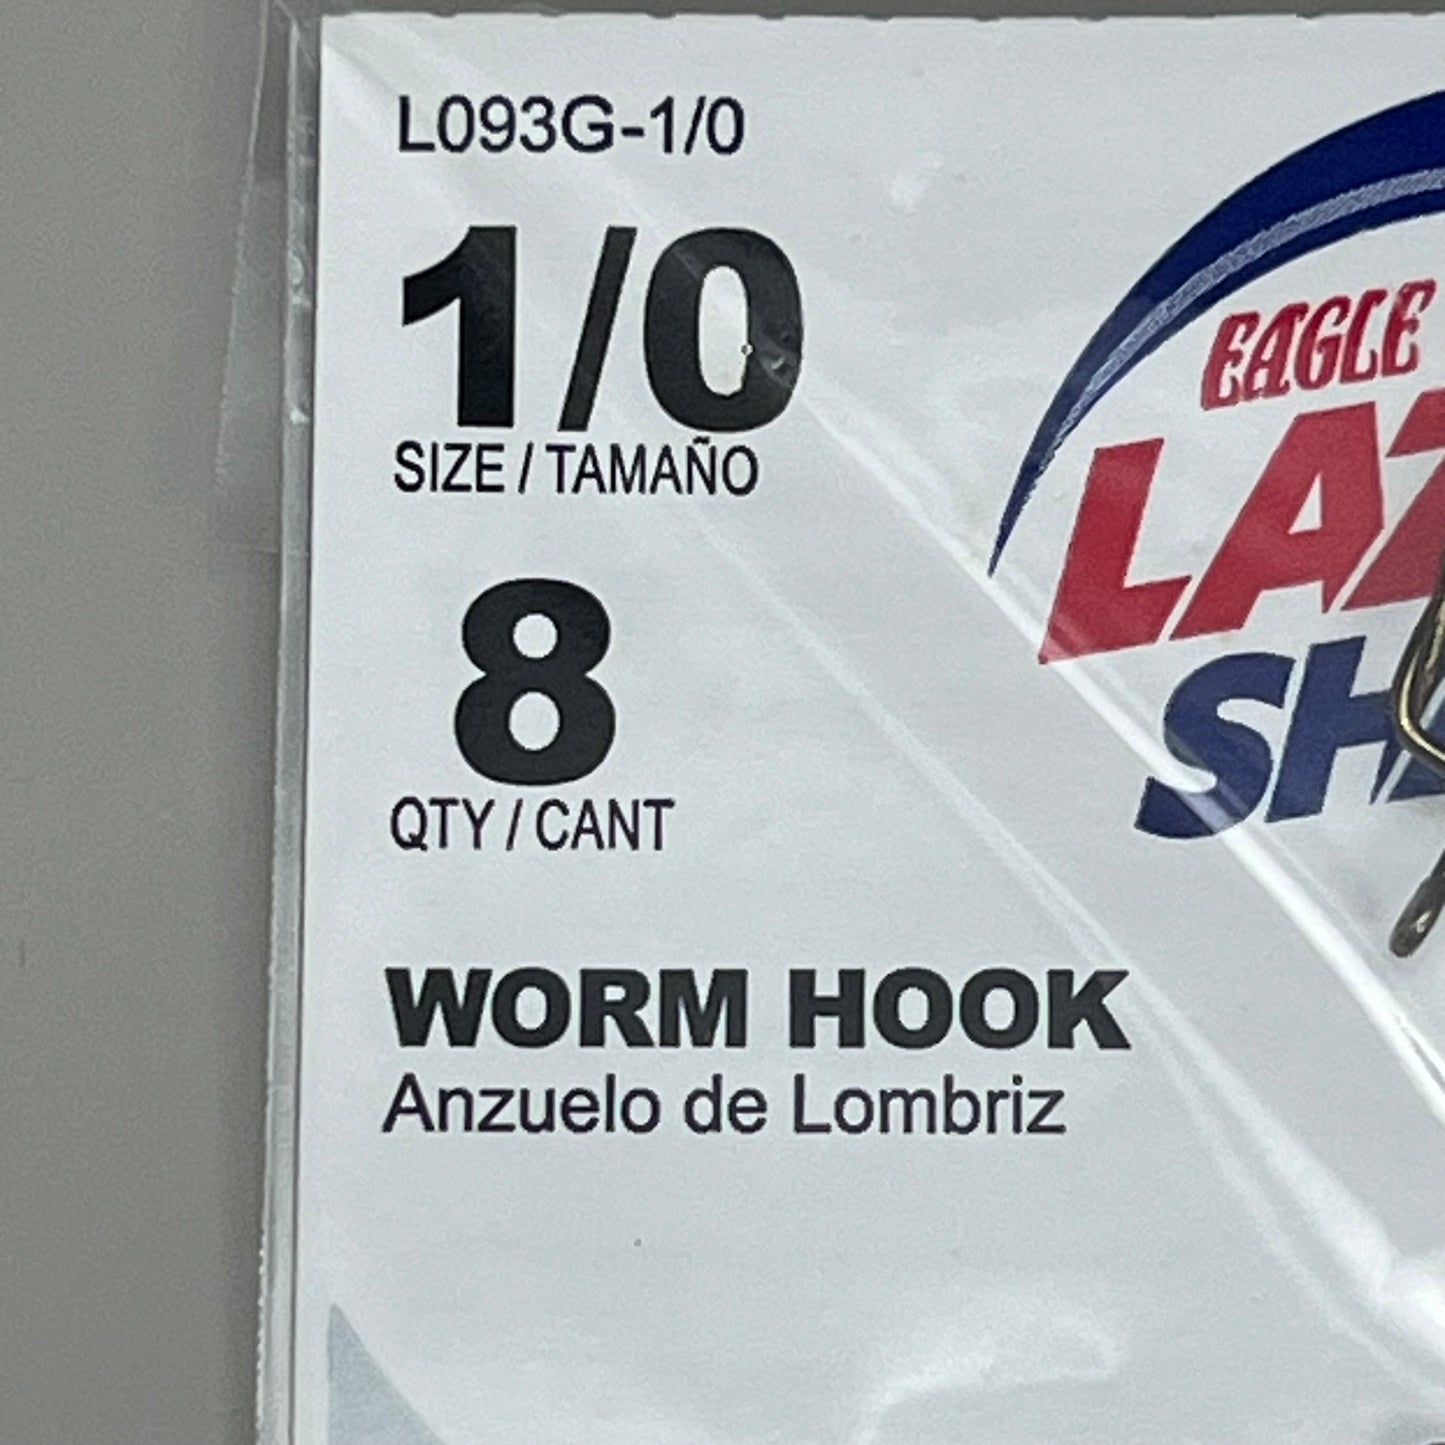 L093G-1/0
1/0
SIZE / TAMAÑO
8
QTY / CANT
WORM HOOK
Anzuelo de Lombriz
EAGLE